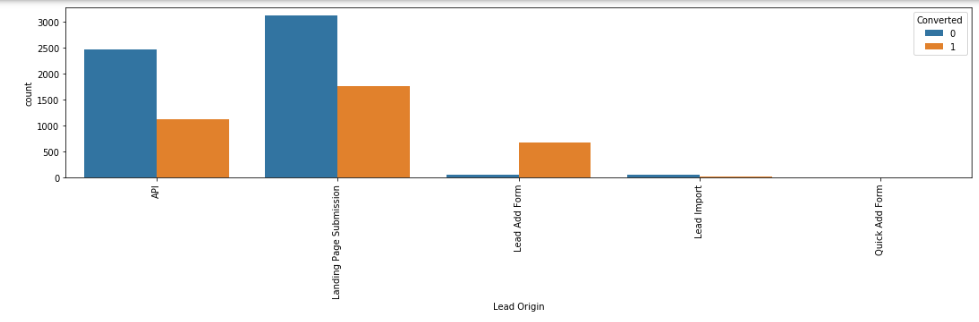 3000
2500
2000
1500
1000
500
0
count
Converted
0
1
API
Landing Page Submission
Lead Add Form
Lead Import
Quick Add Form
Lead Origin